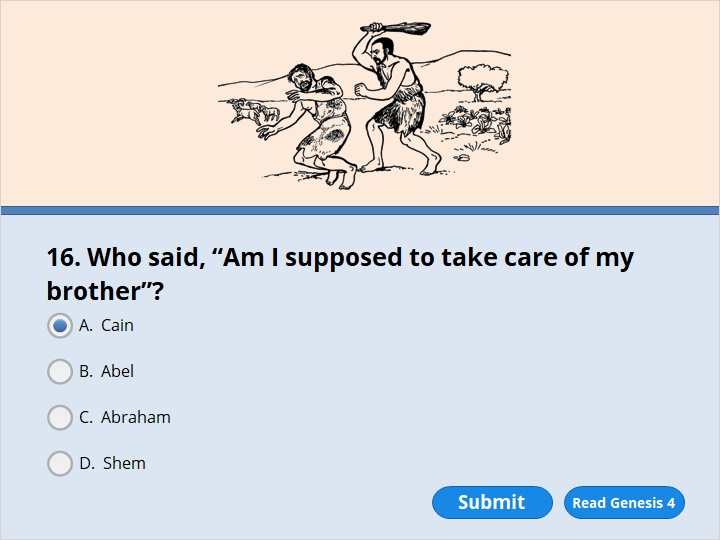 16. Who said, “Am I supposed to take care of my
brother”?
A. Cain
B. Abel
C. Abraham
D. Shem
Submit
Read Genesis 4